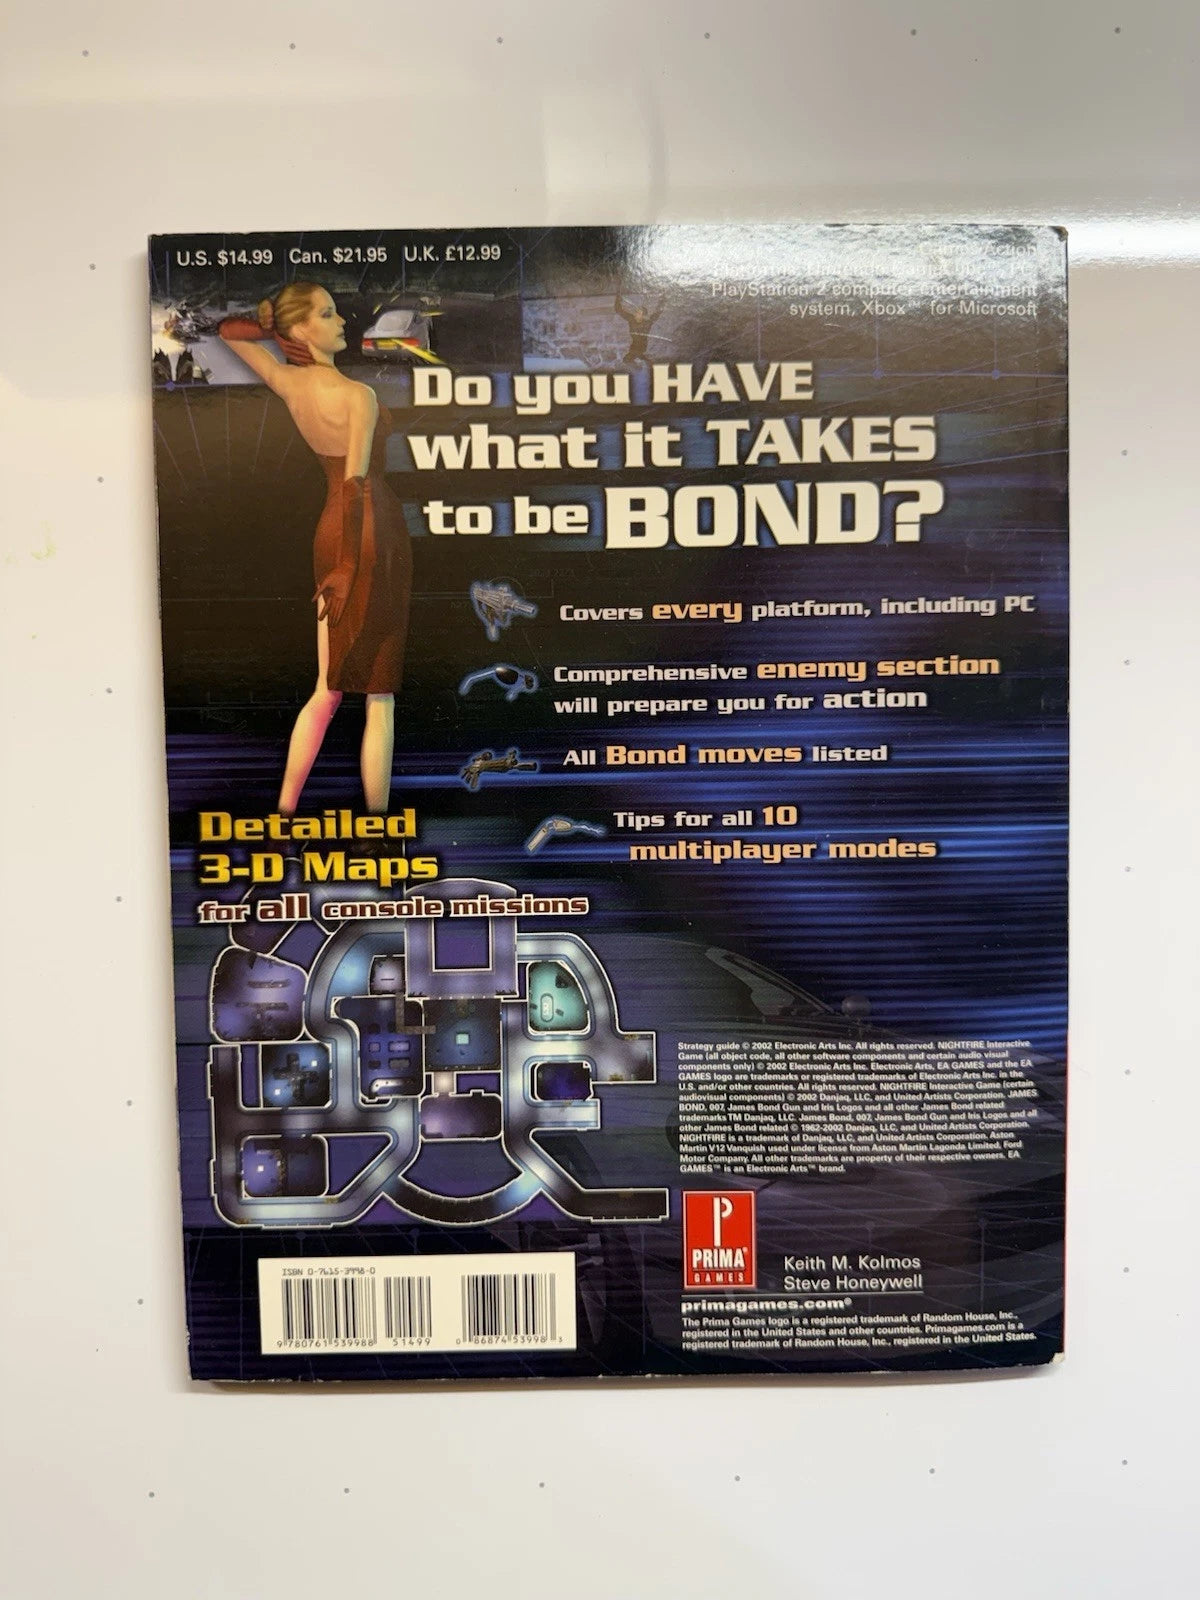 U.S. $14.99 Can. $21.95 U.K. £12.99
PlayStation 2 computer entertainment
system, Xbox™ for Microsoft
Do you HAVE
what it TAKES
to be BOND?
Covers every platform, including PC
Comprehensive enemy section
will prepare you for action
All Bond moves listed
Tips for all 10
multiplayer modes
Detailed
3-D Maps
for all console missions
Strategy guide © 2002 Electronic Arts Inc. All rights reserved. NIGHTFIRE Interactive
Game (all object code, all other software components and certain audio visual
components only) © 2002 Electronic Arts Inc. Electronic Arts, EA GAMES and the EA
GAMES logo are trademarks or registered trademarks of Electronic Arts Inc. in the
U.S. and/or other countries. All rights reserved. NIGHTFIRE Interactive Game (certain
audiovisual components) © 2002 Danjaq, LLC, and United Artists Corporation. JAMES
BOND, 007, James Bond Gun and Iris Logos and all other James Bond related
trademarks TM Danjaq, LLC. James Bond, 007, James Bond Gun and Iris Logos and all
other James Bond related © 1962-2002 Danjaq, LLC, and United Artists Corporation.
NIGHTFIRE is a trademark of Danjaq, LLC, and United Artists Corporation. Aston
Martin V12 Vanquish used under license from Aston Martin Lagonda Limited, Ford
Motor Company. All other trademarks are property of their respective owners. EA
GAMES™ is an Electronic Arts™ brand.
PRIMA®
GAMES
Keith M. Kolmos
Steve Honeywell
primagames.com®
The Prima Games logo is a registered trademark of Random House, Inc.,
registered in the United States and other countries. Primagames.com is a
registered trademark of Random House, Inc., registered in the United States.
ISBN 0-7615-3998-0
9 780761 539988 51499 0 86874 53998 3